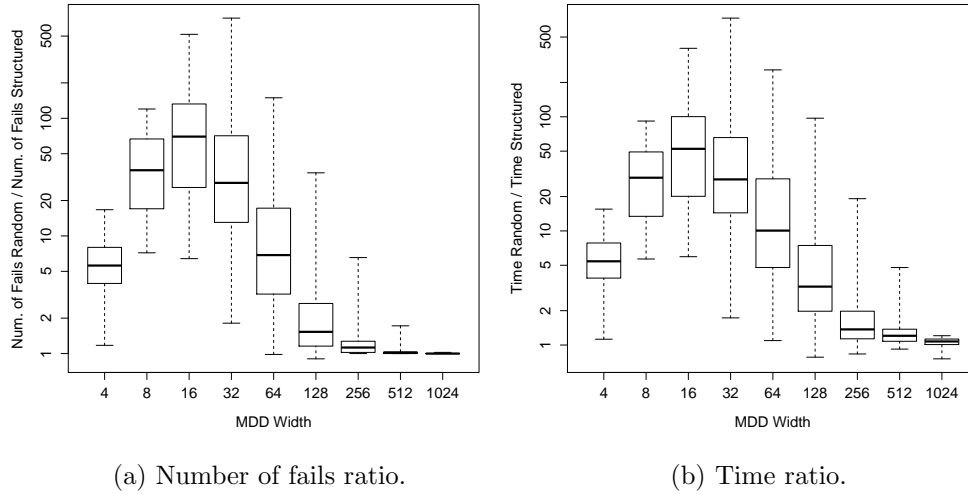 Num. of Fails Random / Num. of Fails Structured
500
100
50
20
10
5
2
1
4 8 16 32 64 128 256 512 1024
MDD Width
(a) Number of fails ratio.
Time Random / Time Structured
500
100
50
20
10
5
2
1
4 8 16 32 64 128 256 512 1024
MDD Width
(b) Time ratio.